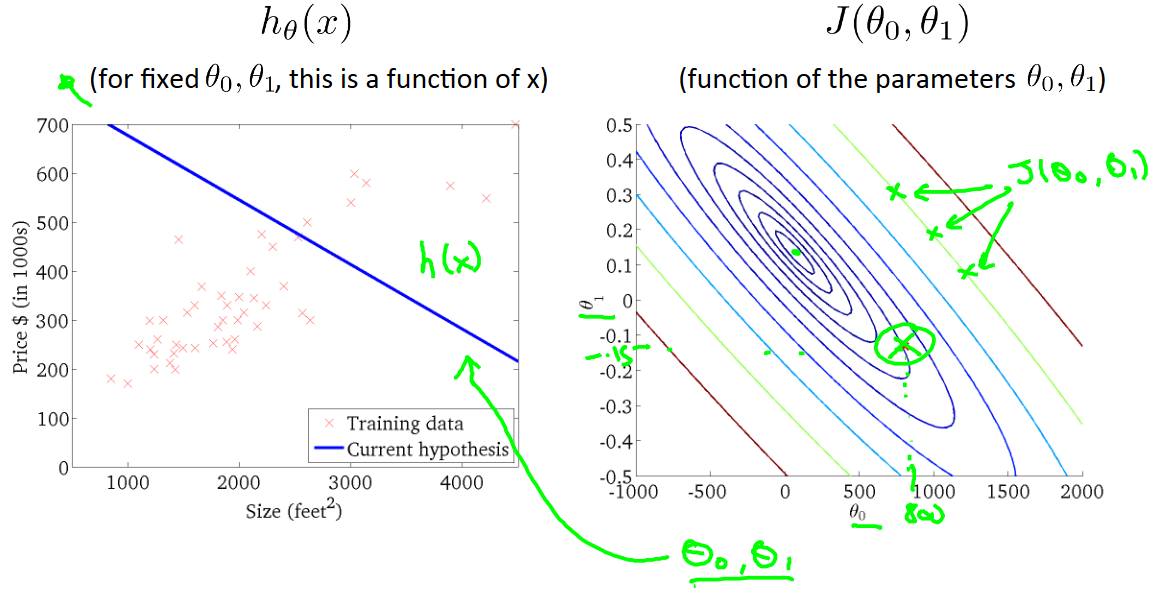 hθ(x)
(for fixed θ0, θ1, this is a function of x)
700
600
500
400
300
200
100
0
Price $ (in 1000s)
h(x)
Training data
Current hypothesis
1000
2000
3000
4000
Size (feet²)
J(θ0, θ1)
(function of the parameters θ0, θ1)
0.5
0.4
0.3
0.2
0.1
0
-0.1
-0.2
-0.3
-0.4
-0.5
θ1
-.15
J(θ0, θ1)
-1000
-500
0
500
1000
1500
2000
θ0
800
θ0, θ1